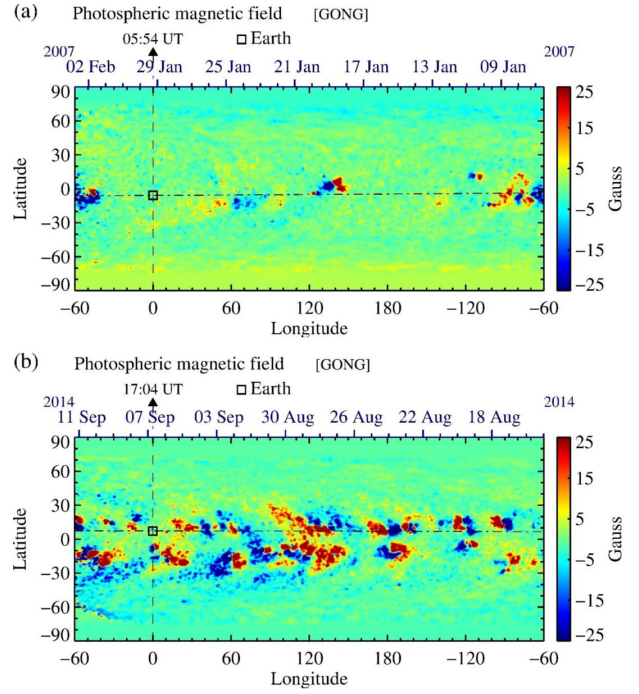 (a)
Photospheric magnetic field [GONG]
05:54 UT □ Earth
2007 2007
02 Feb 29 Jan 25 Jan 21 Jan 17 Jan 13 Jan 09 Jan
90
60
30
0
−30
−60
−90
Latitude
−60 0 60 120 180 −120 −60
Longitude
25
15
5
−5
−15
−25
Gauss
(b)
Photospheric magnetic field [GONG]
17:04 UT □ Earth
2014 2014
11 Sep 07 Sep 03 Sep 30 Aug 26 Aug 22 Aug 18 Aug
90
60
30
0
−30
−60
−90
Latitude
−60 0 60 120 180 −120 −60
Longitude
25
15
5
−5
−15
−25
Gauss